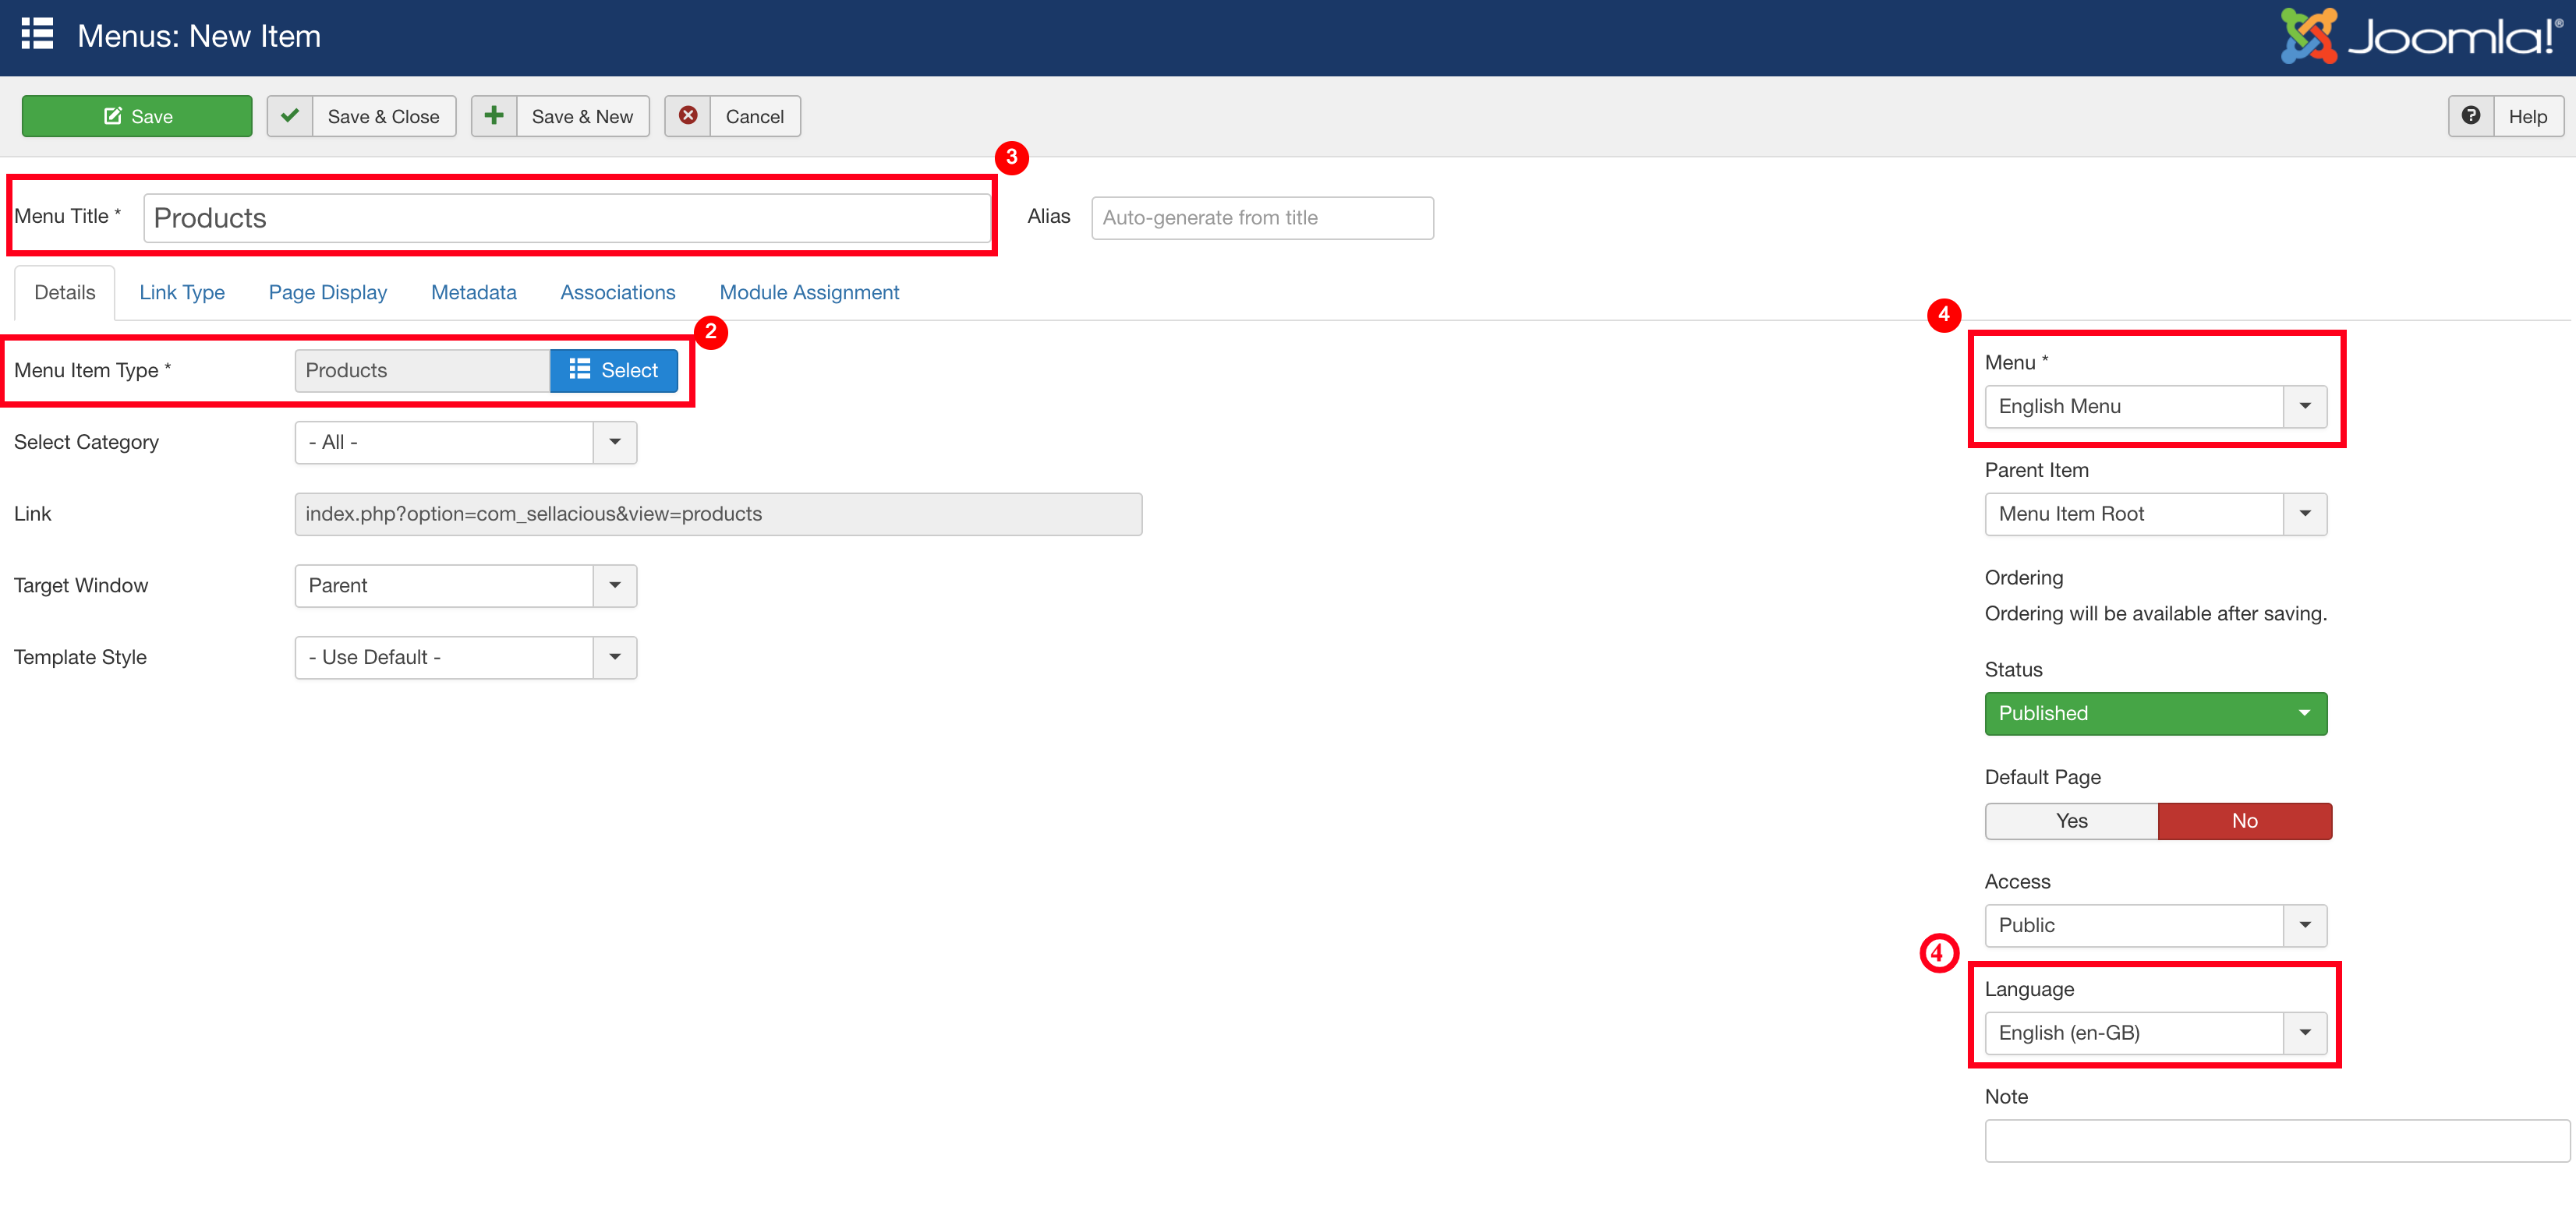 Menus: New Item
Joomla!®
Save
Save & Close
Save & New
Cancel
Help
3
Menu Title *
Products
Alias
Auto-generate from title
Details
Link Type
Page Display
Metadata
Associations
Module Assignment
2
Menu Item Type *
Products
Select
Select Category
- All -
Link
index.php?option=com_sellacious&view=products
Target Window
Parent
Template Style
- Use Default -
4
Menu *
English Menu
Parent Item
Menu Item Root
Ordering
Ordering will be available after saving.
Status
Published
Default Page
Yes
No
Access
Public
4
Language
English (en-GB)
Note